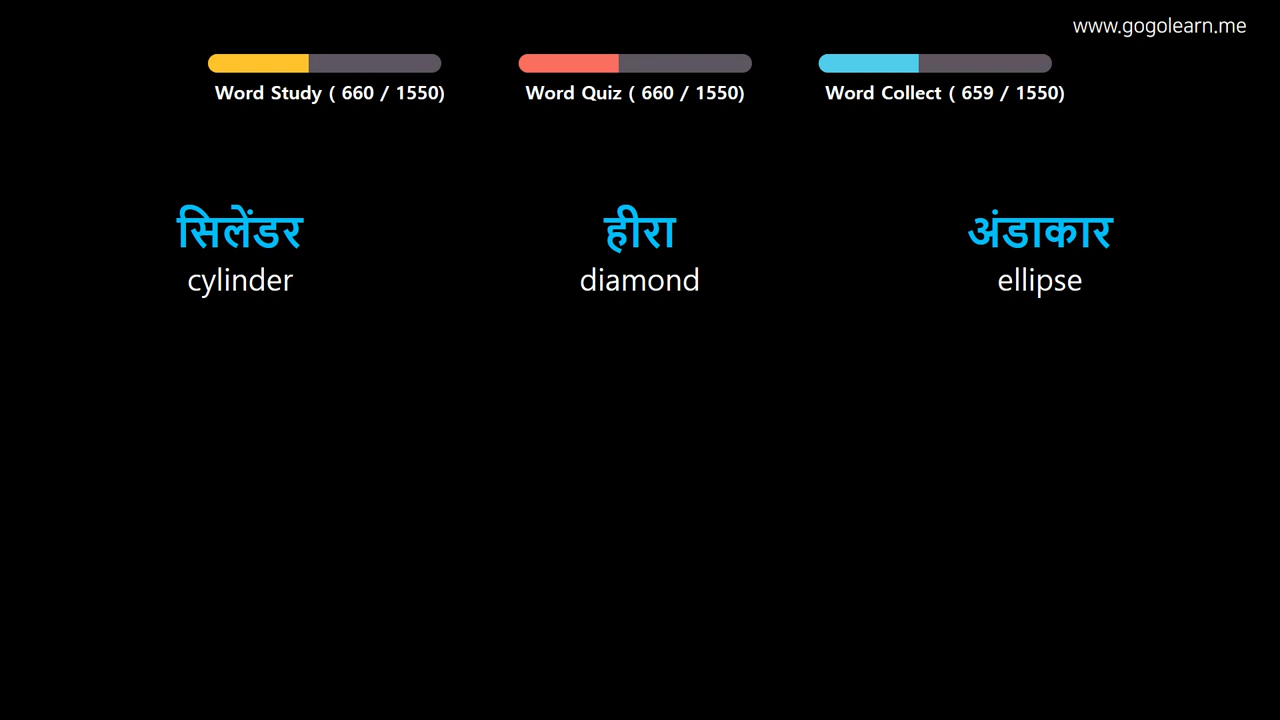 www.gogolearn.me
Word Study ( 660 / 1550)
Word Quiz ( 660 / 1550)
Word Collect ( 659 / 1550)
सिलेंडर
cylinder
हीरा
diamond
अंडाकार
ellipse